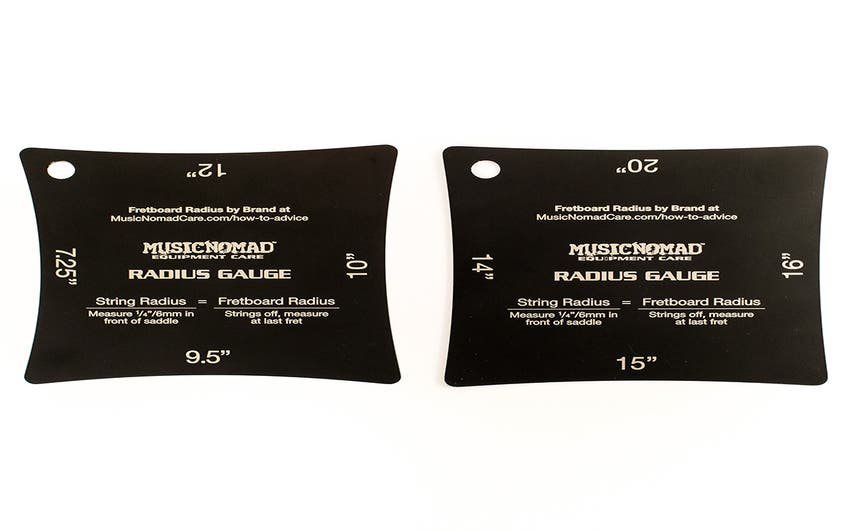 12”
Fretboard Radius by Brand at
MusicNomadCare.com/how-to-advice
7.25”
MUSICNOMAD™
EQUIPMENT CARE
RADIUS GAUGE
10”
String Radius = Fretboard Radius
Measure ¼”/6mm in
front of saddle
Strings off, measure
at last fret
9.5”
20”
Fretboard Radius by Brand at
MusicNomadCare.com/how-to-advice
14”
MUSICNOMAD™
EQUIPMENT CARE
RADIUS GAUGE
16”
String Radius = Fretboard Radius
Measure ¼”/6mm in
front of saddle
Strings off, measure
at last fret
15”